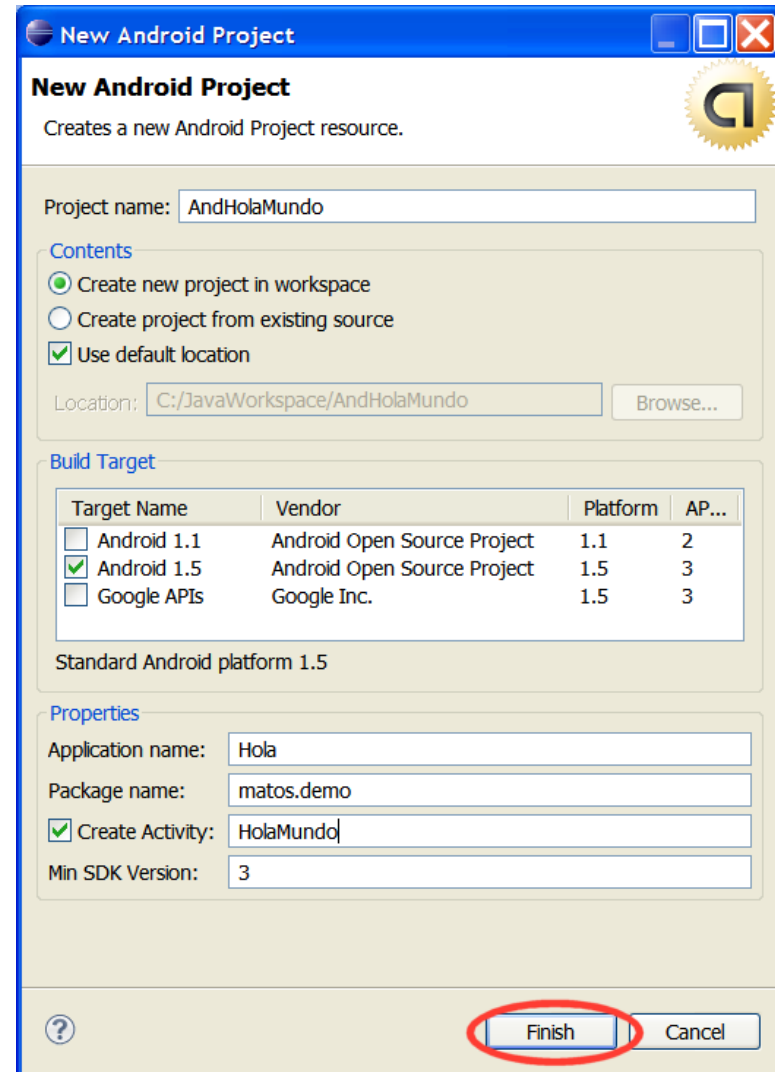 New Android Project
New Android Project
Creates a new Android Project resource.
Project name: AndHolaMundo
Contents
Create new project in workspace
Create project from existing source
Use default location
Location: C:/JavaWorkspace/AndHolaMundo Browse...
Build Target
Target Name Vendor Platform AP...
Android 1.1 Android Open Source Project 1.1 2
Android 1.5 Android Open Source Project 1.5 3
Google APIs Google Inc. 1.5 3
Standard Android platform 1.5
Properties
Application name: Hola
Package name: matos.demo
Create Activity: HolaMundo
Min SDK Version: 3
? Finish Cancel